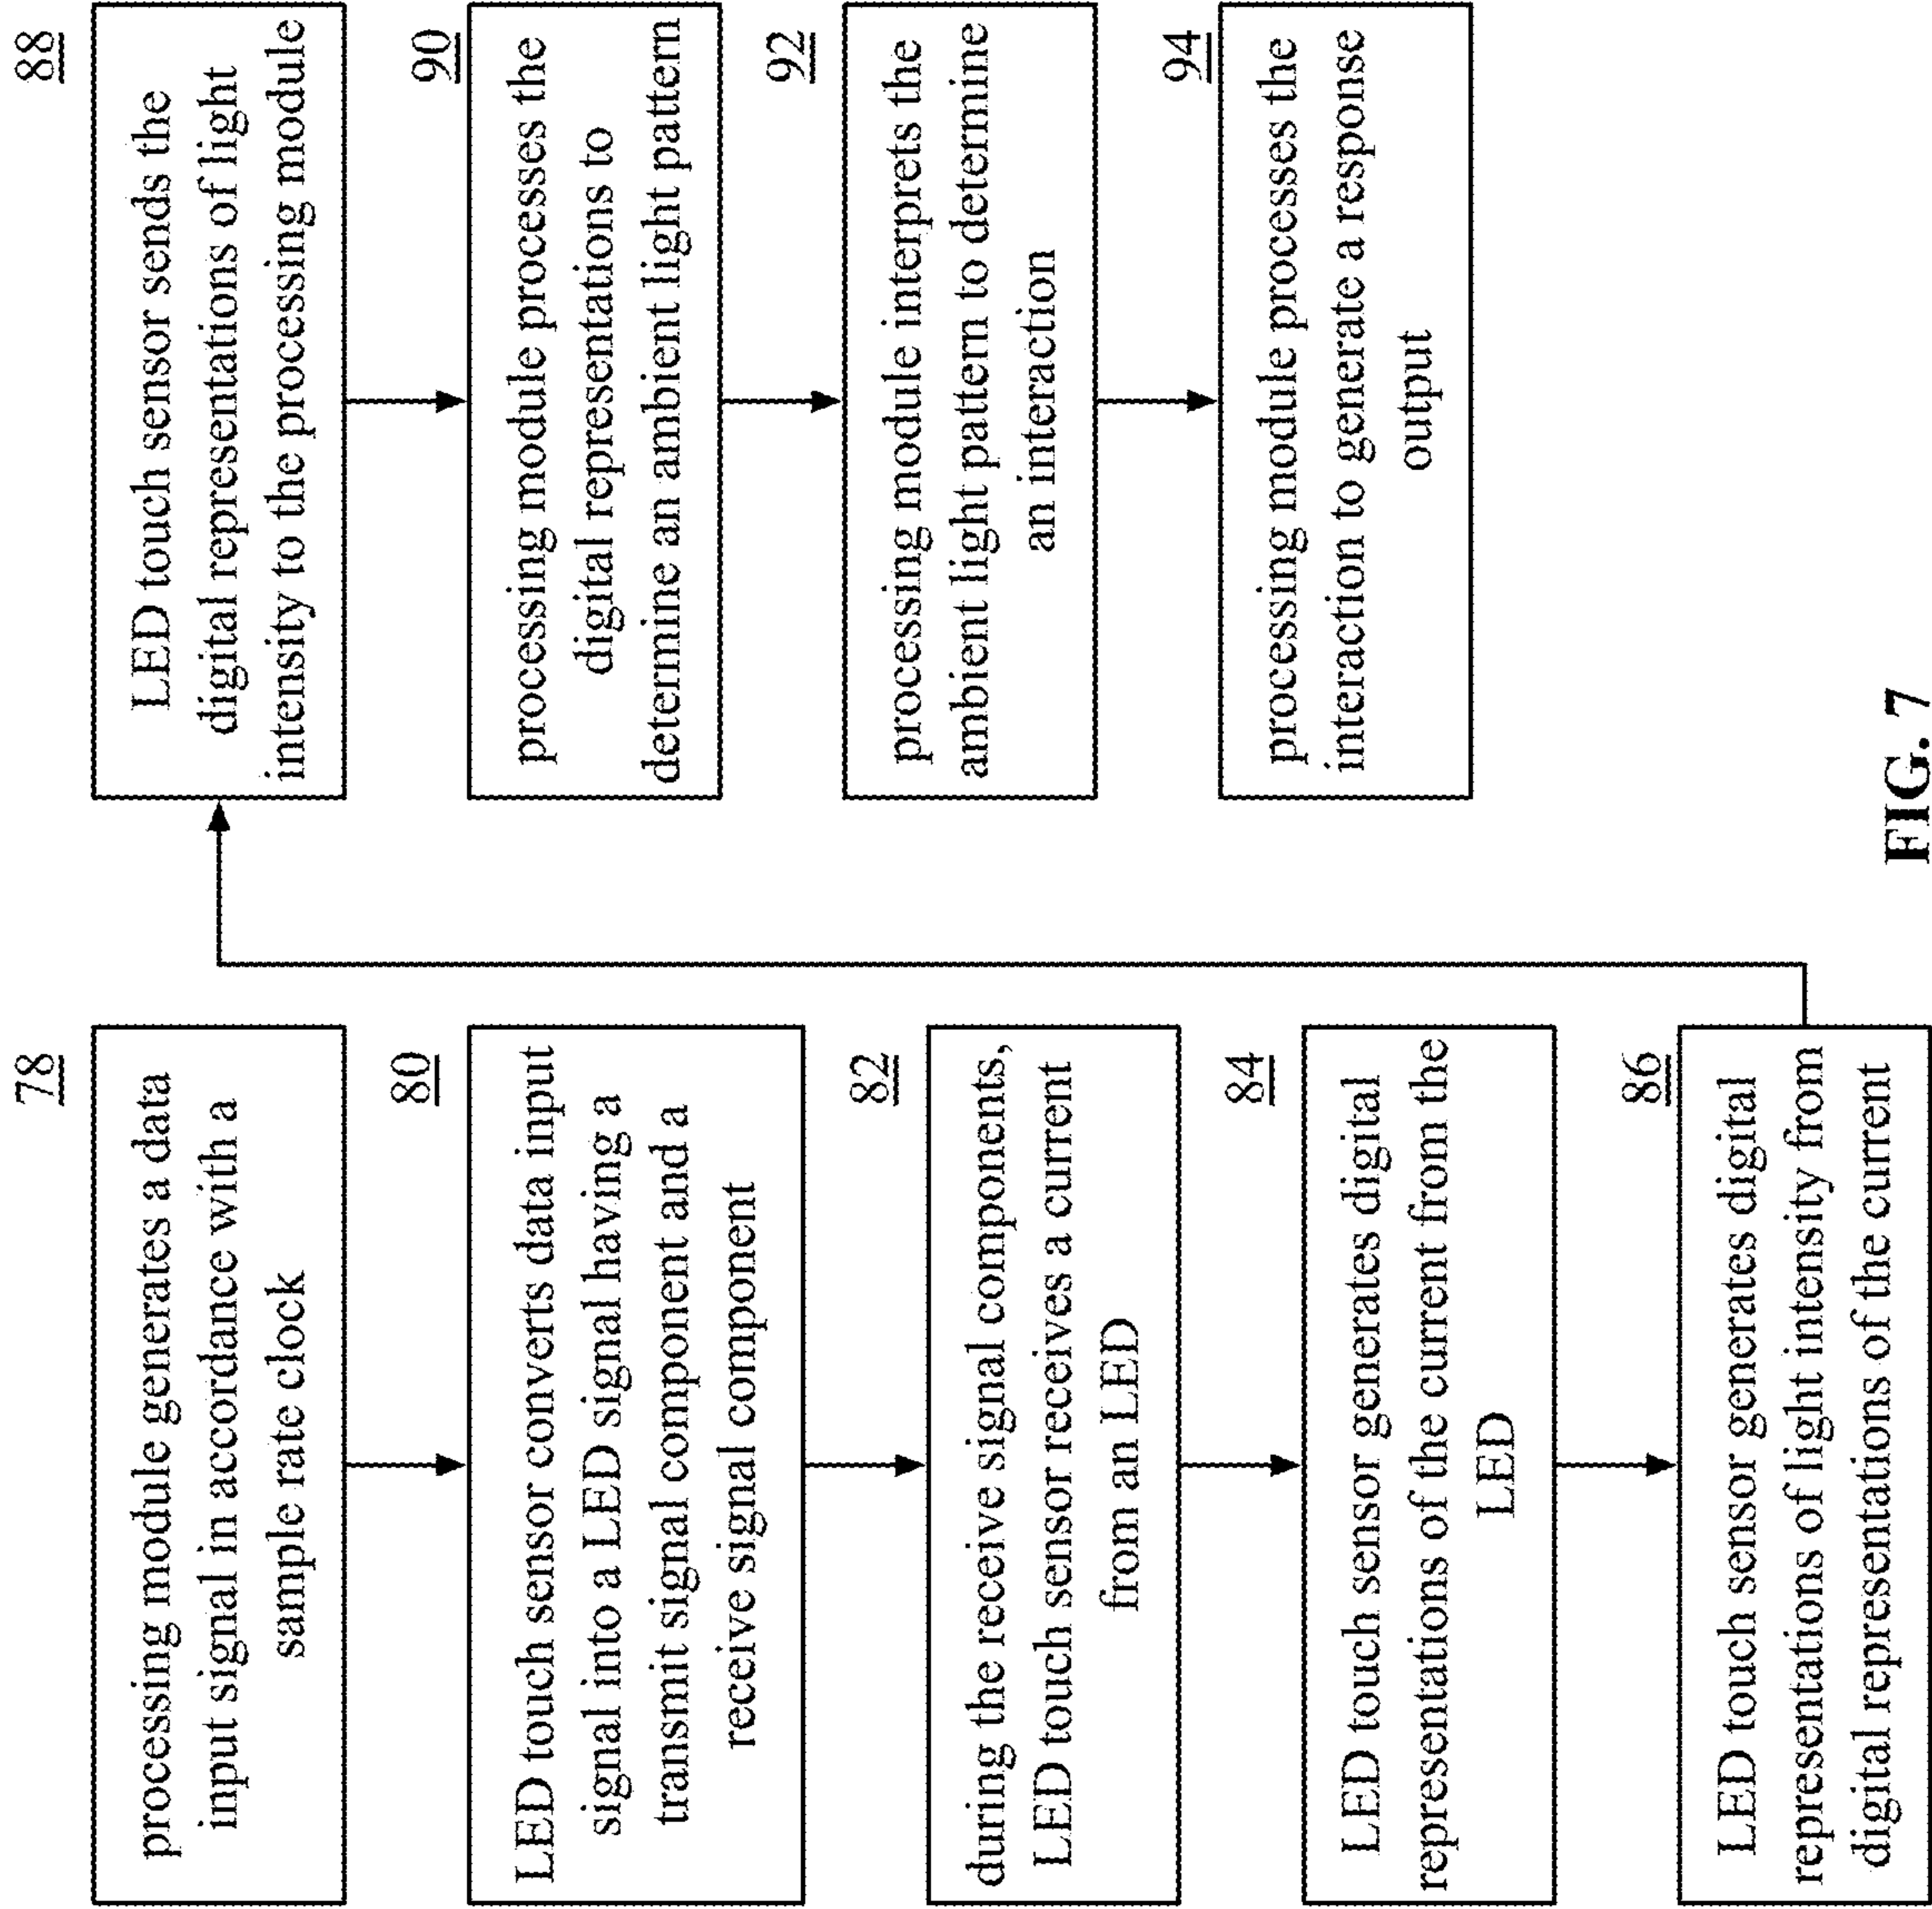 78
processing module generates a data
input signal in accordance with a
sample rate clock
80
LED touch sensor converts data input
signal into a LED signal having a
transmit signal component and a
receive signal component
82
during the receive signal components,
LED touch sensor receives a current
from an LED
84
LED touch sensor generates digital
representations of the current from the
LED
86
LED touch sensor generates digital
representations of light intensity from
digital representations of the current
88
LED touch sensor sends the
digital representations of light
intensity to the processing module
90
processing module processes the
digital representations to
determine an ambient light pattern
92
processing module interprets the
ambient light pattern to determine
an interaction
94
processing module processes the
interaction to generate a response
output
FIG. 7